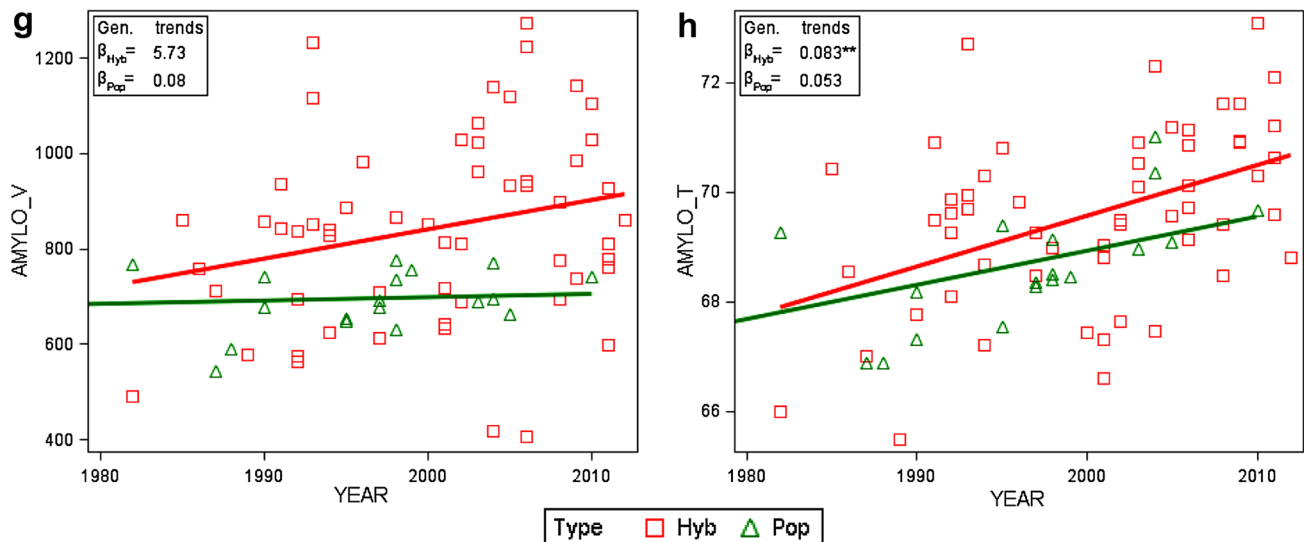 g
Gen. trends
βHyb= 5.73
βPop= 0.08
1200
1000
800
600
400
AMYLO_V
1980 1990 2000 2010
YEAR
h
Gen. trends
βHyb= 0.083**
βPop= 0.053
72
70
68
66
AMYLO_T
1980 1990 2000 2010
YEAR
Type Hyb Pop